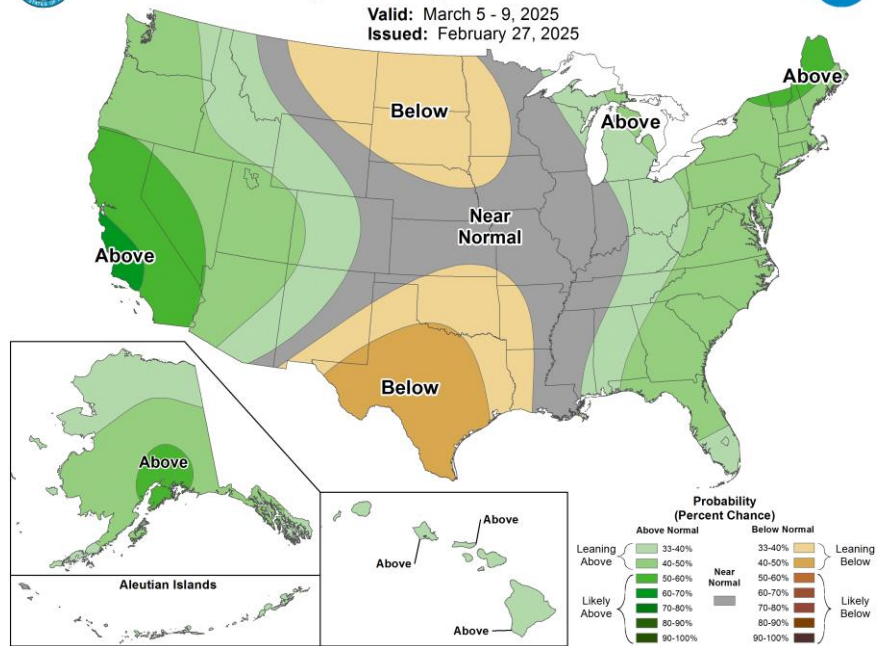 Valid: March 5 - 9, 2025
Issued: February 27, 2025
Above
Below
Above
Near
Normal
Above
Below
Above
Aleutian Islands
Above
Above
Above
Probability
(Percent Chance)
Above Normal
Below Normal
Leaning
Above
33-40%
40-50%
50-60%
60-70%
70-80%
80-90%
90-100%
Likely
Above
Near
Normal
33-40%
40-50%
50-60%
60-70%
70-80%
80-90%
90-100%
Leaning
Below
Likely
Below